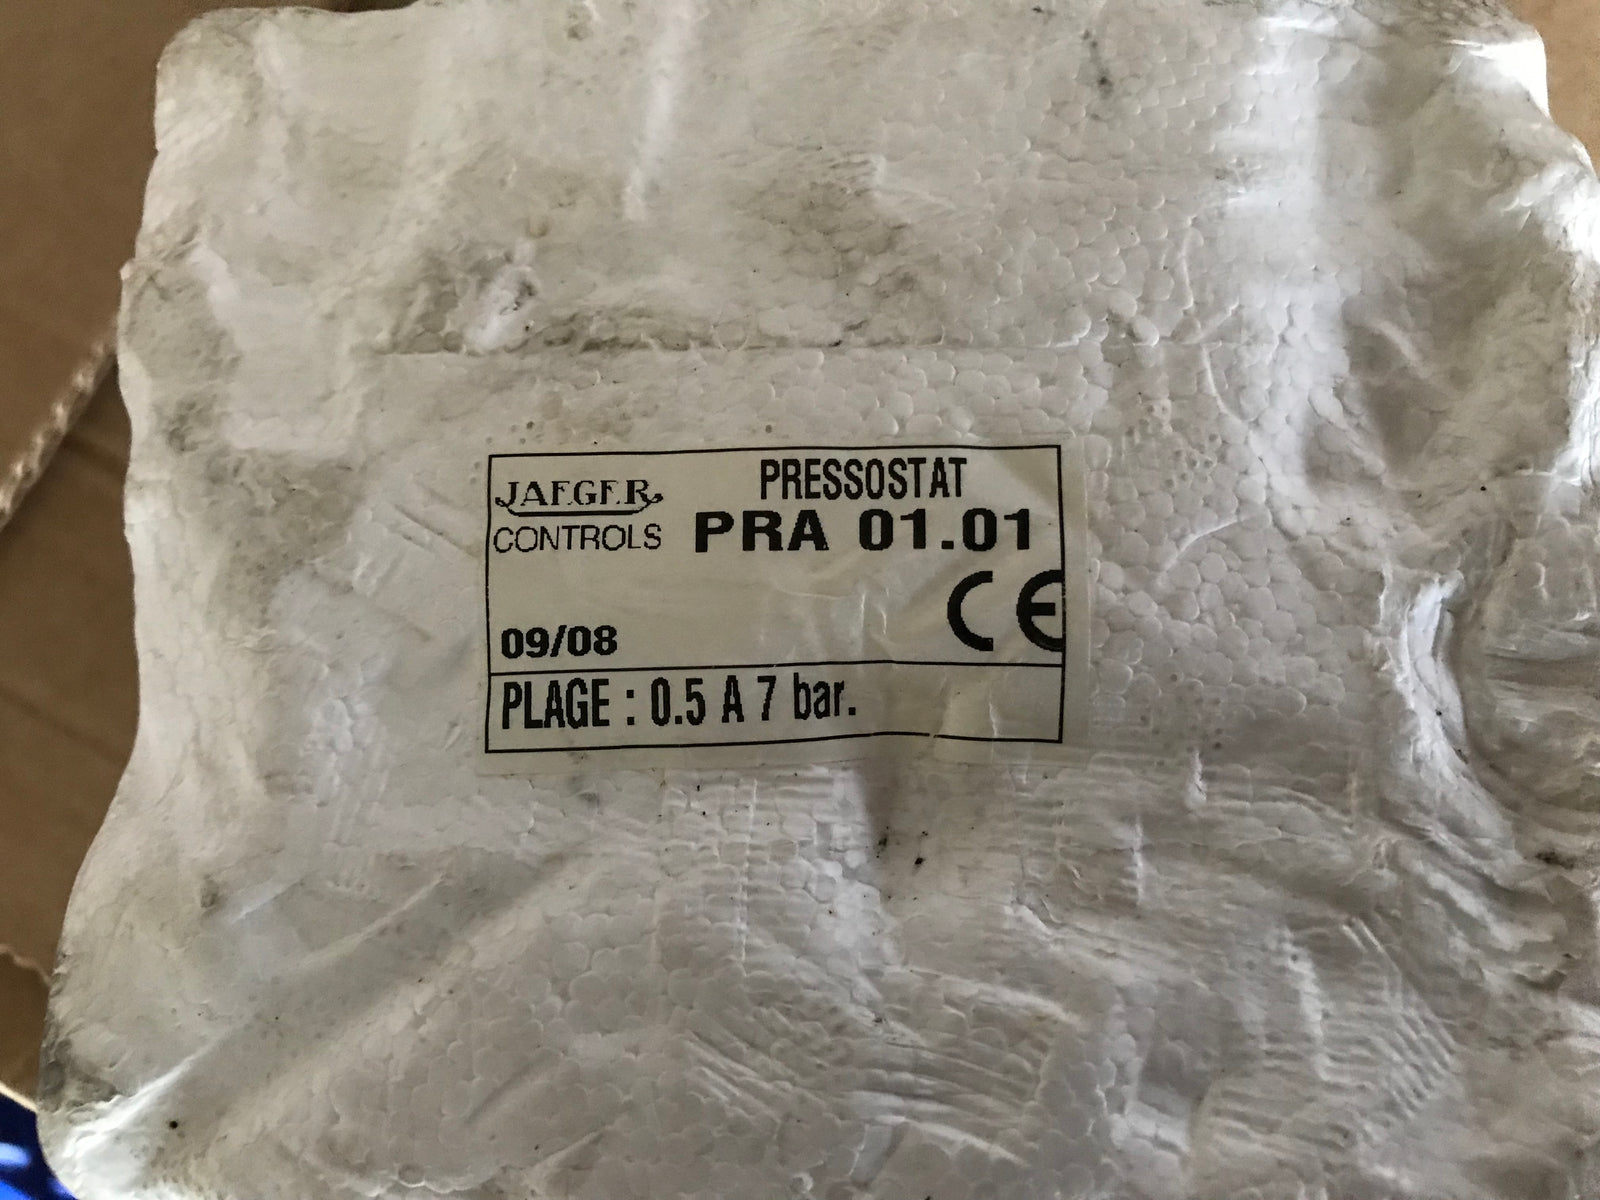 JAEGER
CONTROLS
PRESSOSTAT
PRA 01.01
CE
09/08
PLAGE : 0.5 A 7 bar.